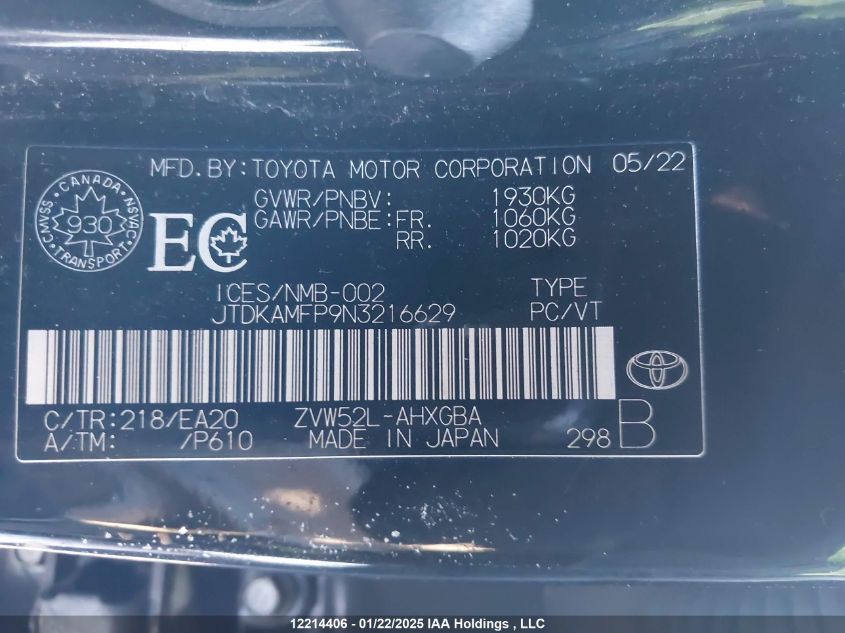 MFD. BY: TOYOTA MOTOR CORPORATION 05/22
GVWR/PNBV: 1930KG
GAWR/PNBE: FR. 1060KG
RR. 1020KG
CANADA
CMVSS NSVAC
930
TRANSPORT
EC
ICES/NMB-002 TYPE
JTDKAMFP9N3216629 PC/VT
C/TR: 218/EA20 ZVW52L-AHXGBA
A/TM: /P610 MADE IN JAPAN 298 B
12214406 - 01/22/2025 IAA Holdings , LLC